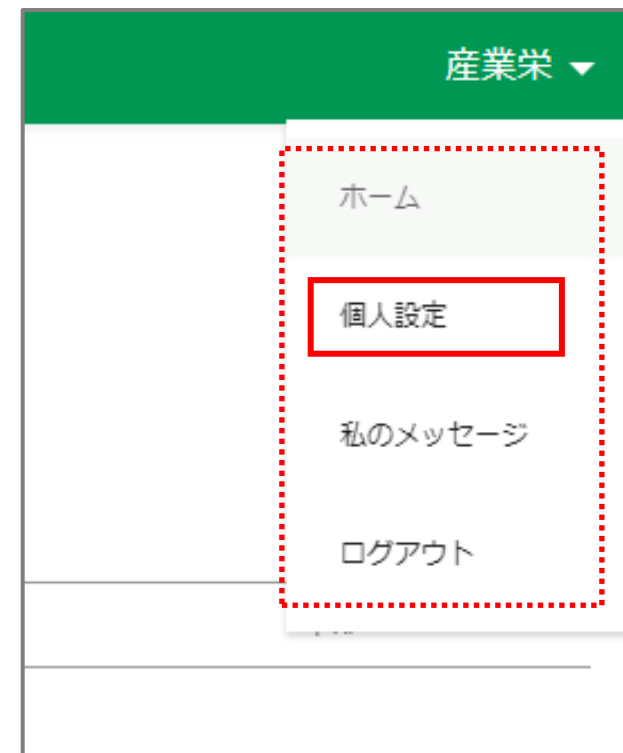 産業栄
ホーム
個人設定
私のメッセージ
ログアウト